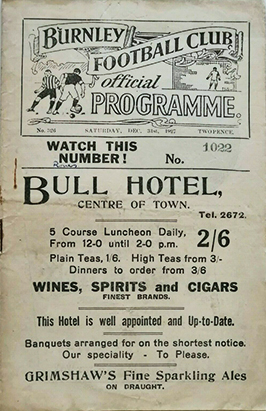 BURNLEY
FOOTBALL CLUB
official
PROGRAMME.
SATURDAY, DEC. 31st, 1927
TWOPENCE.
WATCH THIS
NUMBER! No. 1022
BULL HOTEL,
CENTRE OF TOWN.
Tel. 2672.
5 Course Luncheon Daily,
From 12-0 until 2-0 p.m. 2/6
Plain Teas, 1/6. High Teas from 3/-
Dinners to order from 3/6
WINES, SPIRITS and CIGARS
FINEST BRANDS.
This Hotel is well appointed and Up-to-Date.
Banquets arranged for on the shortest notice.
Our speciality - To Please.
GRIMSHAW'S Fine Sparkling Ales
ON DRAUGHT.